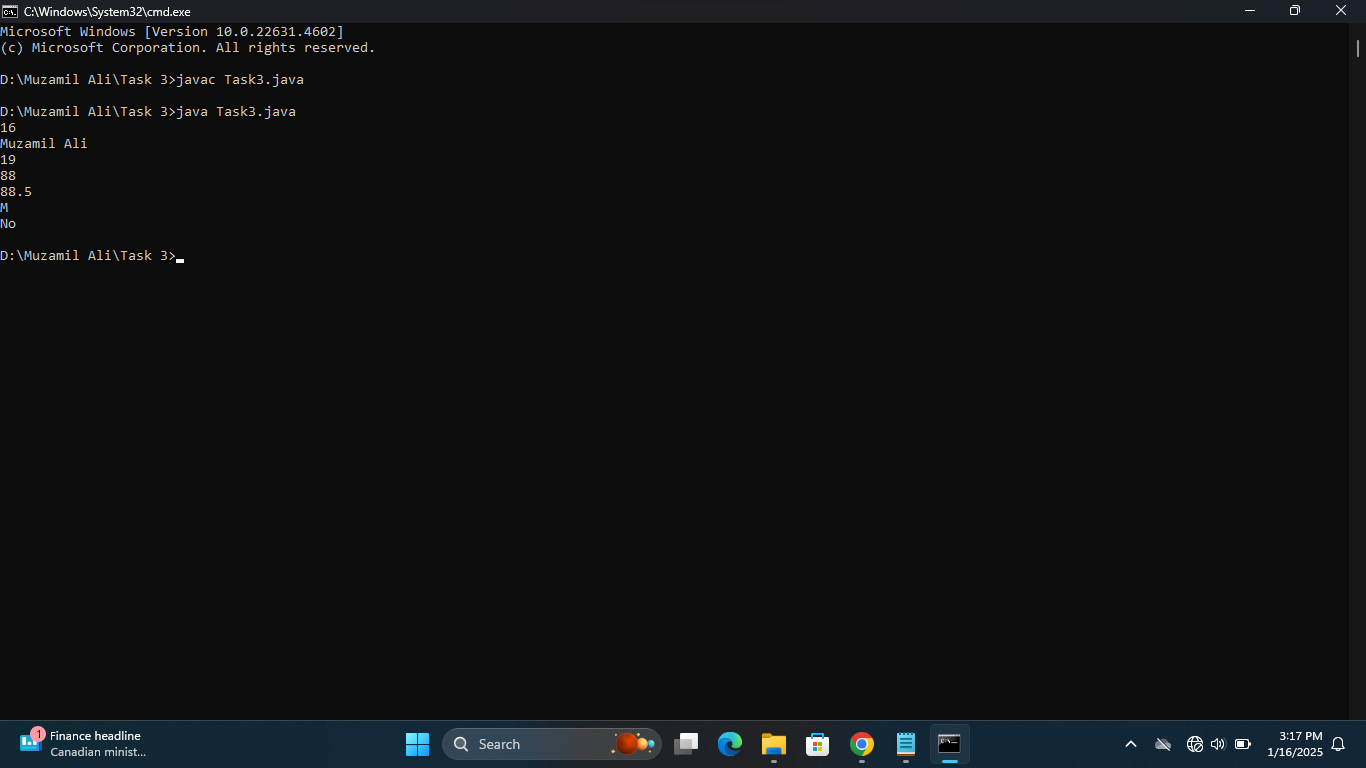 C:\Windows\System32\cmd.exe
Microsoft Windows [Version 10.0.22631.4602]
(c) Microsoft Corporation. All rights reserved.
D:\Muzamil Ali\Task 3>javac Task3.java
D:\Muzamil Ali\Task 3>java Task3.java
16
Muzamil Ali
19
88
88.5
M
No
D:\Muzamil Ali\Task 3>
1
Finance headline
Canadian minist...
Search
3:17 PM
1/16/2025